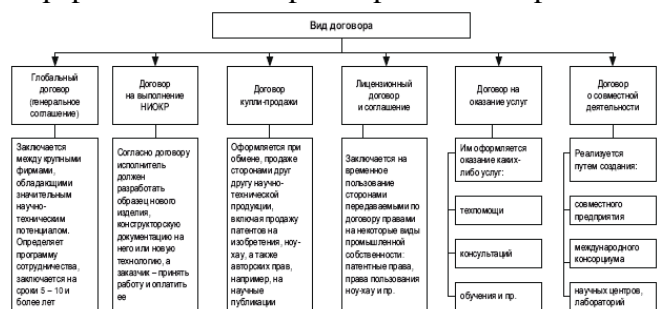 Вид договора
Глобальный
договор
(генеральное
соглашение)
Договор
на выполнение
НИОКР
Договор
купли-продажи
Лицензионный
договор
и соглашение
Договор на
оказание услуг
Договор
о совместной
деятельности
Заключается
между крупными
фирмами,
обладающими
значительным
научно-
техническим
потенциалом.
Определяет
программу
сотрудничества,
заключается на
сроки 5 – 10 и
более лет
Согласно договору
исполнитель
должен
разработать
образец нового
изделия,
конструкторскую
документацию на
него или новую
технологию, а
заказчик – принять
работу и оплатить
ее
Оформляется при
обмене, продаже
сторонами друг
другу научно-
технической
продукции,
включая продажу
патентов на
изобретения, ноу-
хау, а также
авторских прав,
например, на
научные
публикации
Заключается на
временное
пользование
сторонами
передаваемыми по
договору правами
на некоторые виды
промышленной
собственности:
патентные права,
права пользования
ноу-хау и пр.
Им оформляется
оказание каких-
либо услуг:
техпомощи
консультаций
обучения и пр.
Реализуется
путем создания:
совместного
предприятия
международного
консорциума
научных центров,
лабораторий